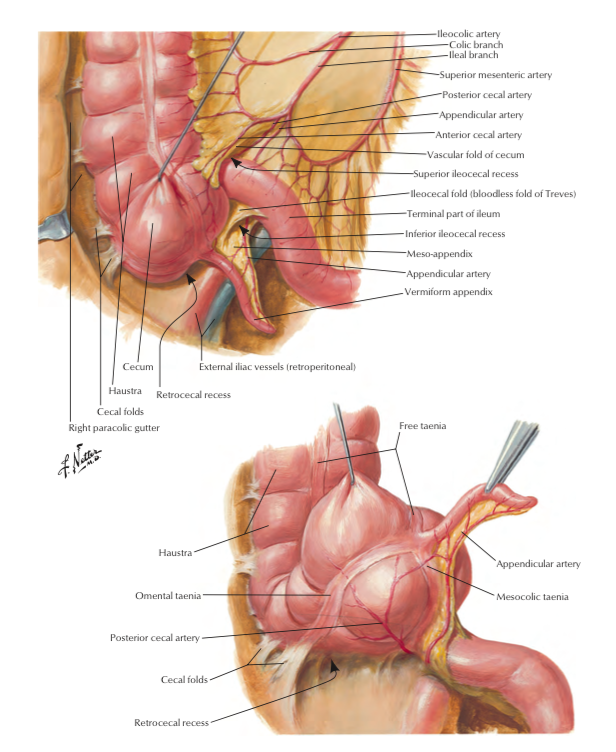 Ileocolic artery
Colic branch
Ileal branch
Superior mesenteric artery
Posterior cecal artery
Appendicular artery
Anterior cecal artery
Vascular fold of cecum
Superior ileocecal recess
Ileocecal fold (bloodless fold of Treves)
Terminal part of ileum
Inferior ileocecal recess
Meso-appendix
Appendicular artery
Vermiform appendix
External iliac vessels (retroperitoneal)
Cecum
Haustra
Retrocecal recess
Cecal folds
Right paracolic gutter
F. Netter
M.D.
Free taenia
Haustra
Appendicular artery
Omental taenia
Mesocolic taenia
Posterior cecal artery
Cecal folds
Retrocecal recess